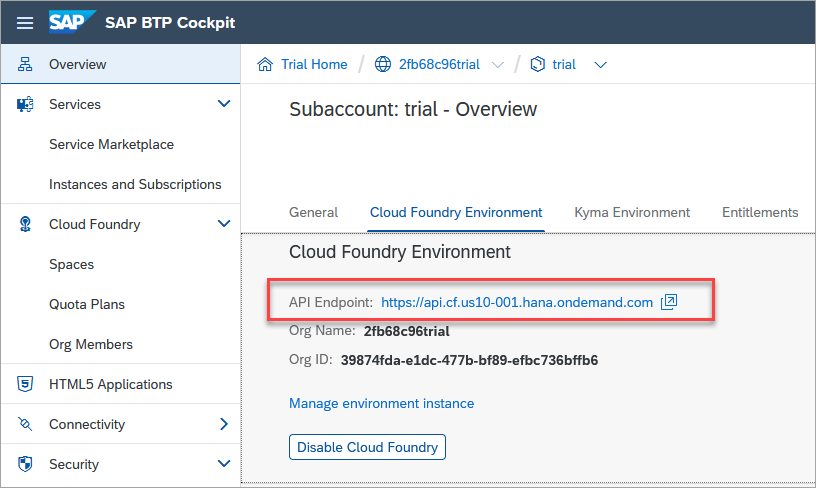 SAP SAP BTP Cockpit
Overview
Services
Service Marketplace
Instances and Subscriptions
Cloud Foundry
Spaces
Quota Plans
Org Members
HTML5 Applications
Connectivity
Security
Trial Home / 2fb68c96trial / trial
Subaccount: trial - Overview
General Cloud Foundry Environment Kyma Environment Entitlements
Cloud Foundry Environment
API Endpoint: https://api.cf.us10-001.hana.ondemand.com
Org Name: 2fb68c96trial
Org ID: 39874fda-e1dc-477b-bf89-efbc736bffb6
Manage environment instance
Disable Cloud Foundry